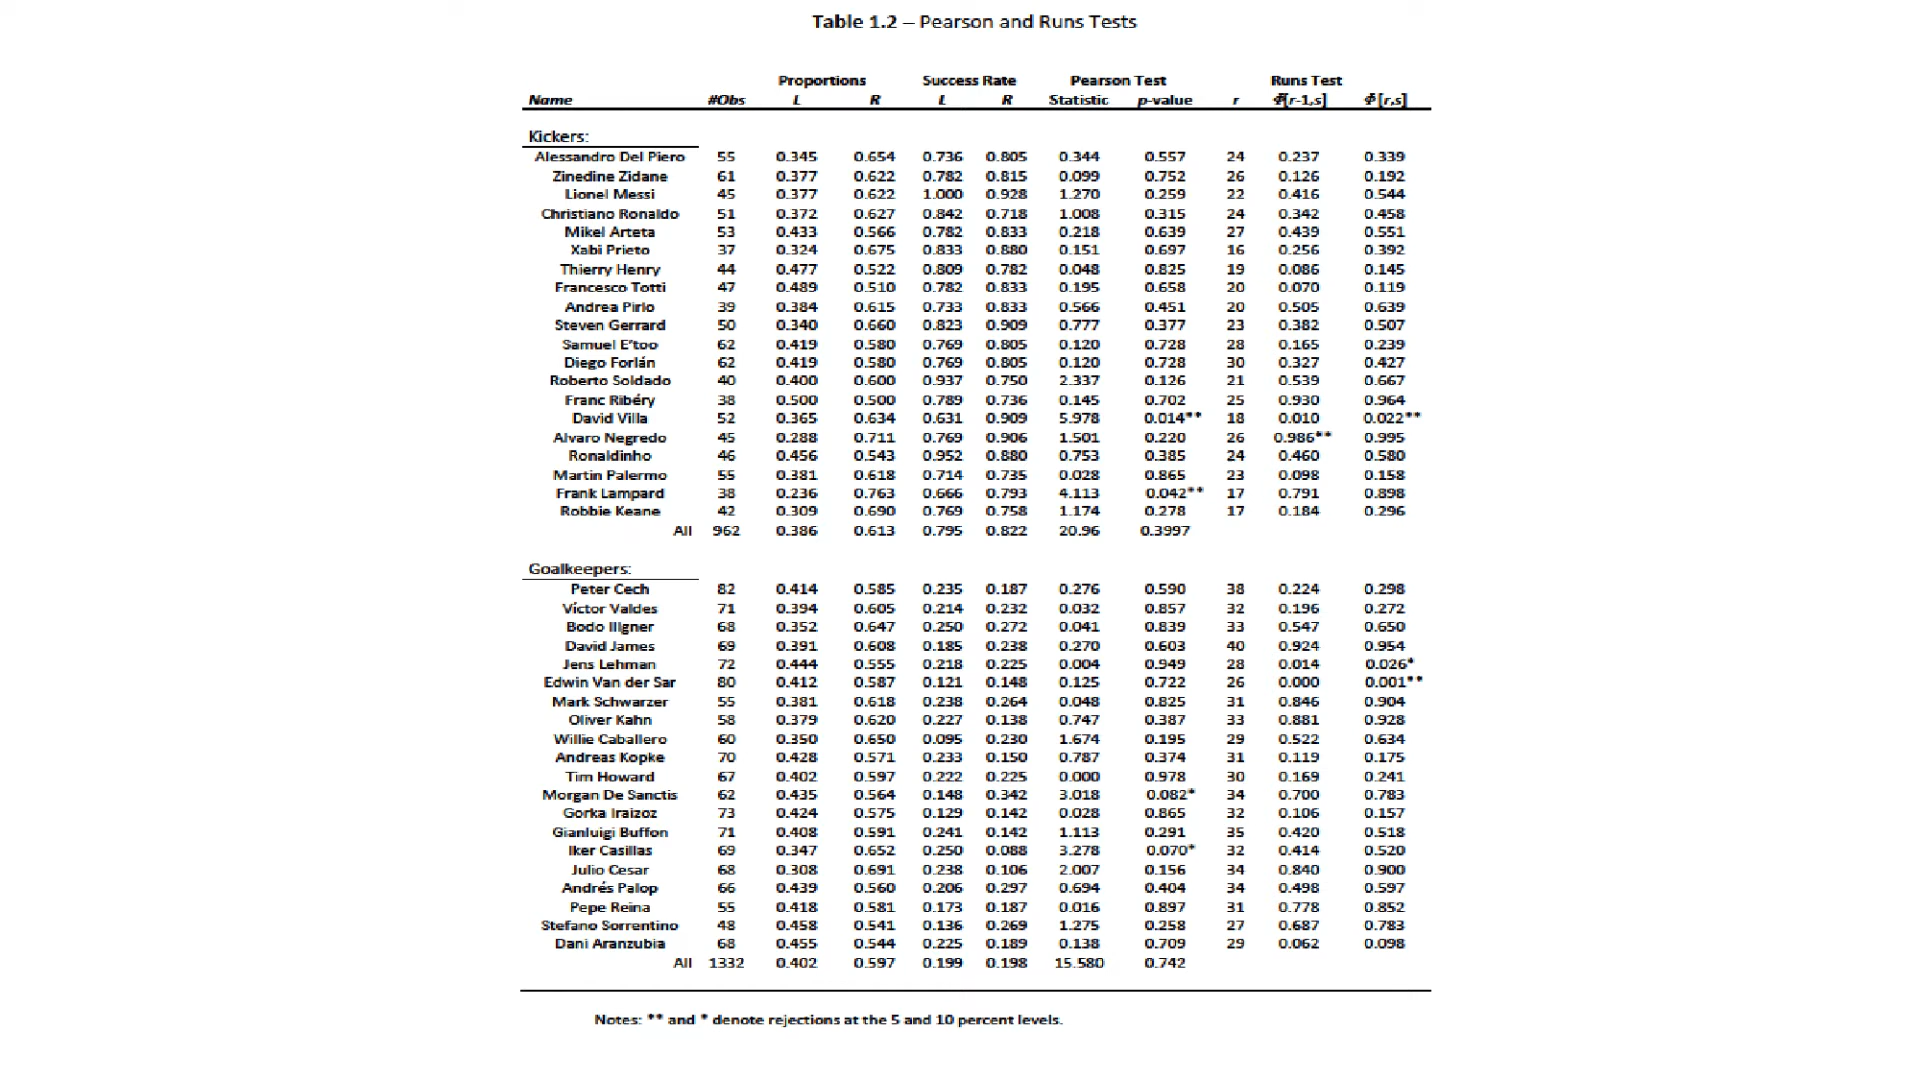 Table 1.2 – Pearson and Runs Tests
Proportions Success Rate Pearson Test Runs Test
Name #Obs L R L R Statistic p-value r Φ[r-1,s] Φ[r,s]
Kickers:
Alessandro Del Piero 55 0.345 0.654 0.736 0.805 0.344 0.557 24 0.237 0.339
Zinedine Zidane 61 0.377 0.622 0.782 0.815 0.099 0.752 26 0.126 0.192
Lionel Messi 45 0.377 0.622 1.000 0.928 1.270 0.259 22 0.416 0.544
Christiano Ronaldo 51 0.372 0.627 0.842 0.718 1.008 0.315 24 0.342 0.458
Mikel Arteta 53 0.433 0.566 0.782 0.833 0.218 0.639 27 0.439 0.551
Xabi Prieto 37 0.324 0.675 0.833 0.880 0.151 0.697 16 0.256 0.392
Thierry Henry 44 0.477 0.522 0.809 0.782 0.048 0.825 19 0.086 0.145
Francesco Totti 47 0.489 0.510 0.782 0.833 0.195 0.658 20 0.070 0.119
Andrea Pirlo 39 0.384 0.615 0.733 0.833 0.566 0.451 20 0.505 0.639
Steven Gerrard 50 0.340 0.660 0.823 0.909 0.777 0.377 23 0.382 0.507
Samuel E'too 62 0.419 0.580 0.769 0.805 0.120 0.728 28 0.165 0.239
Diego Forlán 62 0.419 0.580 0.769 0.805 0.120 0.728 30 0.327 0.427
Roberto Soldado 40 0.400 0.600 0.937 0.750 2.337 0.126 21 0.539 0.667
Franc Ribéry 38 0.500 0.500 0.789 0.736 0.145 0.702 25 0.930 0.964
David Villa 52 0.365 0.634 0.631 0.909 5.978 0.014** 18 0.010 0.022**
Alvaro Negredo 45 0.288 0.711 0.769 0.906 1.501 0.220 26 0.986** 0.995
Ronaldinho 46 0.456 0.543 0.952 0.880 0.753 0.385 24 0.460 0.580
Martin Palermo 55 0.381 0.618 0.714 0.735 0.028 0.865 23 0.098 0.158
Frank Lampard 38 0.236 0.763 0.666 0.793 4.113 0.042** 17 0.791 0.898
Robbie Keane 42 0.309 0.690 0.769 0.758 1.174 0.278 17 0.184 0.296
All 962 0.386 0.613 0.795 0.822 20.96 0.3997
Goalkeepers:
Peter Cech 82 0.414 0.585 0.235 0.187 0.276 0.590 38 0.224 0.298
Víctor Valdes 71 0.394 0.605 0.214 0.232 0.032 0.857 32 0.196 0.272
Bodo Illgner 68 0.352 0.647 0.250 0.272 0.041 0.839 33 0.547 0.650
David James 69 0.391 0.608 0.185 0.238 0.270 0.603 40 0.924 0.954
Jens Lehman 72 0.444 0.555 0.218 0.225 0.004 0.949 28 0.014 0.026*
Edwin Van der Sar 80 0.412 0.587 0.121 0.148 0.125 0.722 26 0.000 0.001**
Mark Schwarzer 55 0.381 0.618 0.238 0.264 0.048 0.825 31 0.846 0.904
Oliver Kahn 58 0.379 0.620 0.227 0.138 0.747 0.387 33 0.881 0.928
Willie Caballero 60 0.350 0.650 0.095 0.230 1.674 0.195 29 0.522 0.634
Andreas Kopke 70 0.428 0.571 0.233 0.150 0.787 0.374 31 0.119 0.175
Tim Howard 67 0.402 0.597 0.222 0.225 0.000 0.978 30 0.169 0.241
Morgan De Sanctis 62 0.435 0.564 0.148 0.342 3.018 0.082* 34 0.700 0.783
Gorka Iraizoz 73 0.424 0.575 0.129 0.142 0.028 0.865 32 0.106 0.157
Gianluigi Buffon 71 0.408 0.591 0.241 0.142 1.113 0.291 35 0.420 0.518
Iker Casillas 69 0.347 0.652 0.250 0.088 3.278 0.070* 32 0.414 0.520
Julio Cesar 68 0.308 0.691 0.238 0.106 2.007 0.156 34 0.840 0.900
Andrés Palop 66 0.439 0.560 0.206 0.297 0.694 0.404 34 0.498 0.597
Pepe Reina 55 0.418 0.581 0.173 0.187 0.016 0.897 31 0.778 0.852
Stefano Sorrentino 48 0.458 0.541 0.136 0.269 1.275 0.258 27 0.687 0.783
Dani Aranzubia 68 0.455 0.544 0.225 0.189 0.138 0.709 29 0.062 0.098
All 1332 0.402 0.597 0.199 0.198 15.580 0.742
Notes: ** and * denote rejections at the 5 and 10 percent levels.